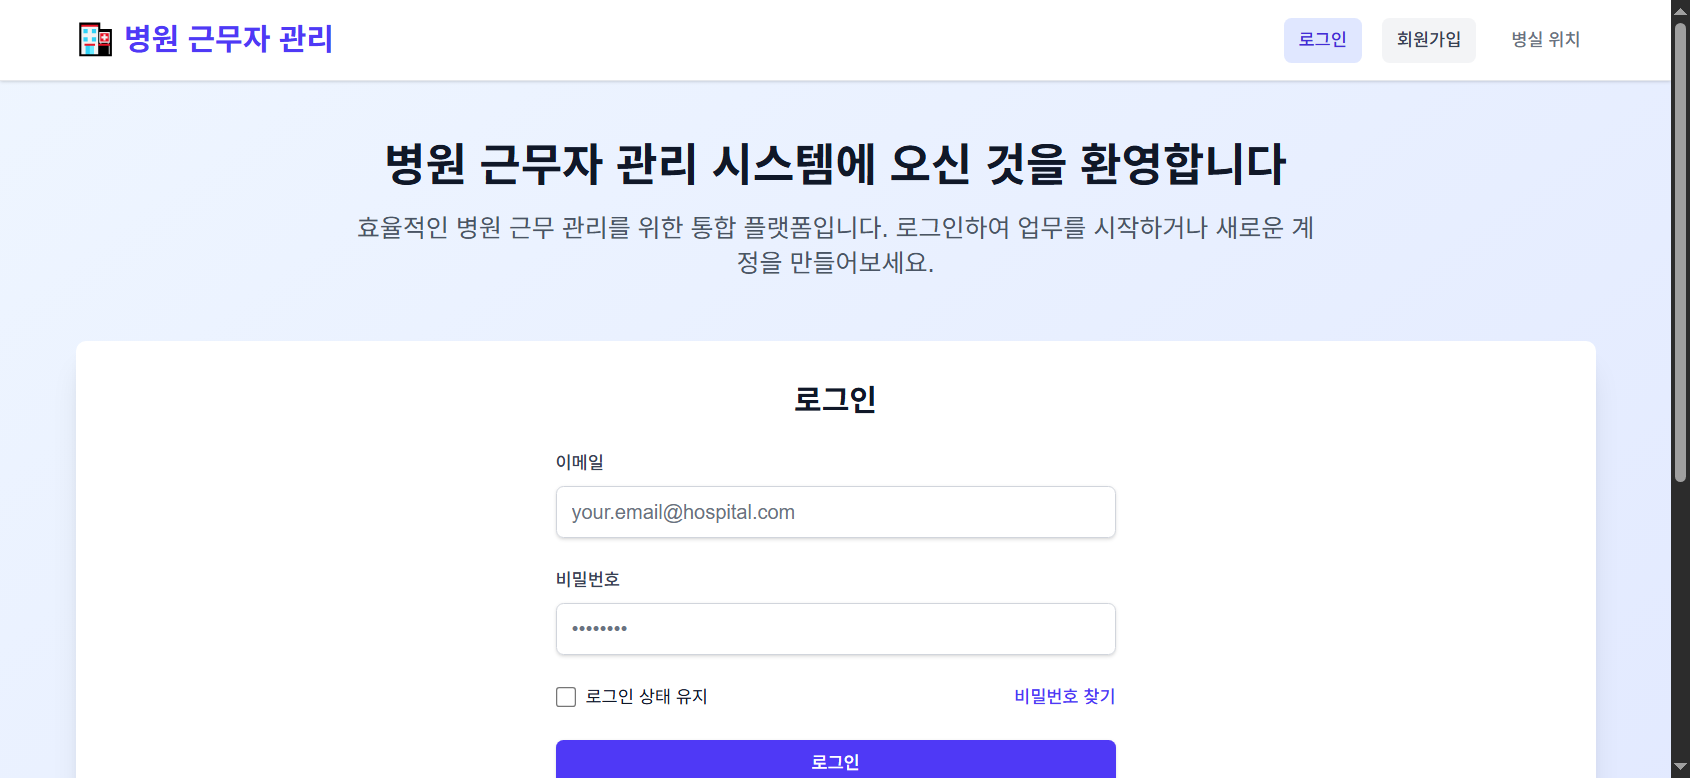 병원 근무자 관리
로그인
회원가입
병실 위치
병원 근무자 관리 시스템에 오신 것을 환영합니다
효율적인 병원 근무 관리를 위한 통합 플랫폼입니다. 로그인하여 업무를 시작하거나 새로운 계
정을 만들어보세요.
로그인
이메일
your.email@hospital.com
비밀번호
••••••••
로그인 상태 유지
비밀번호 찾기
로그인